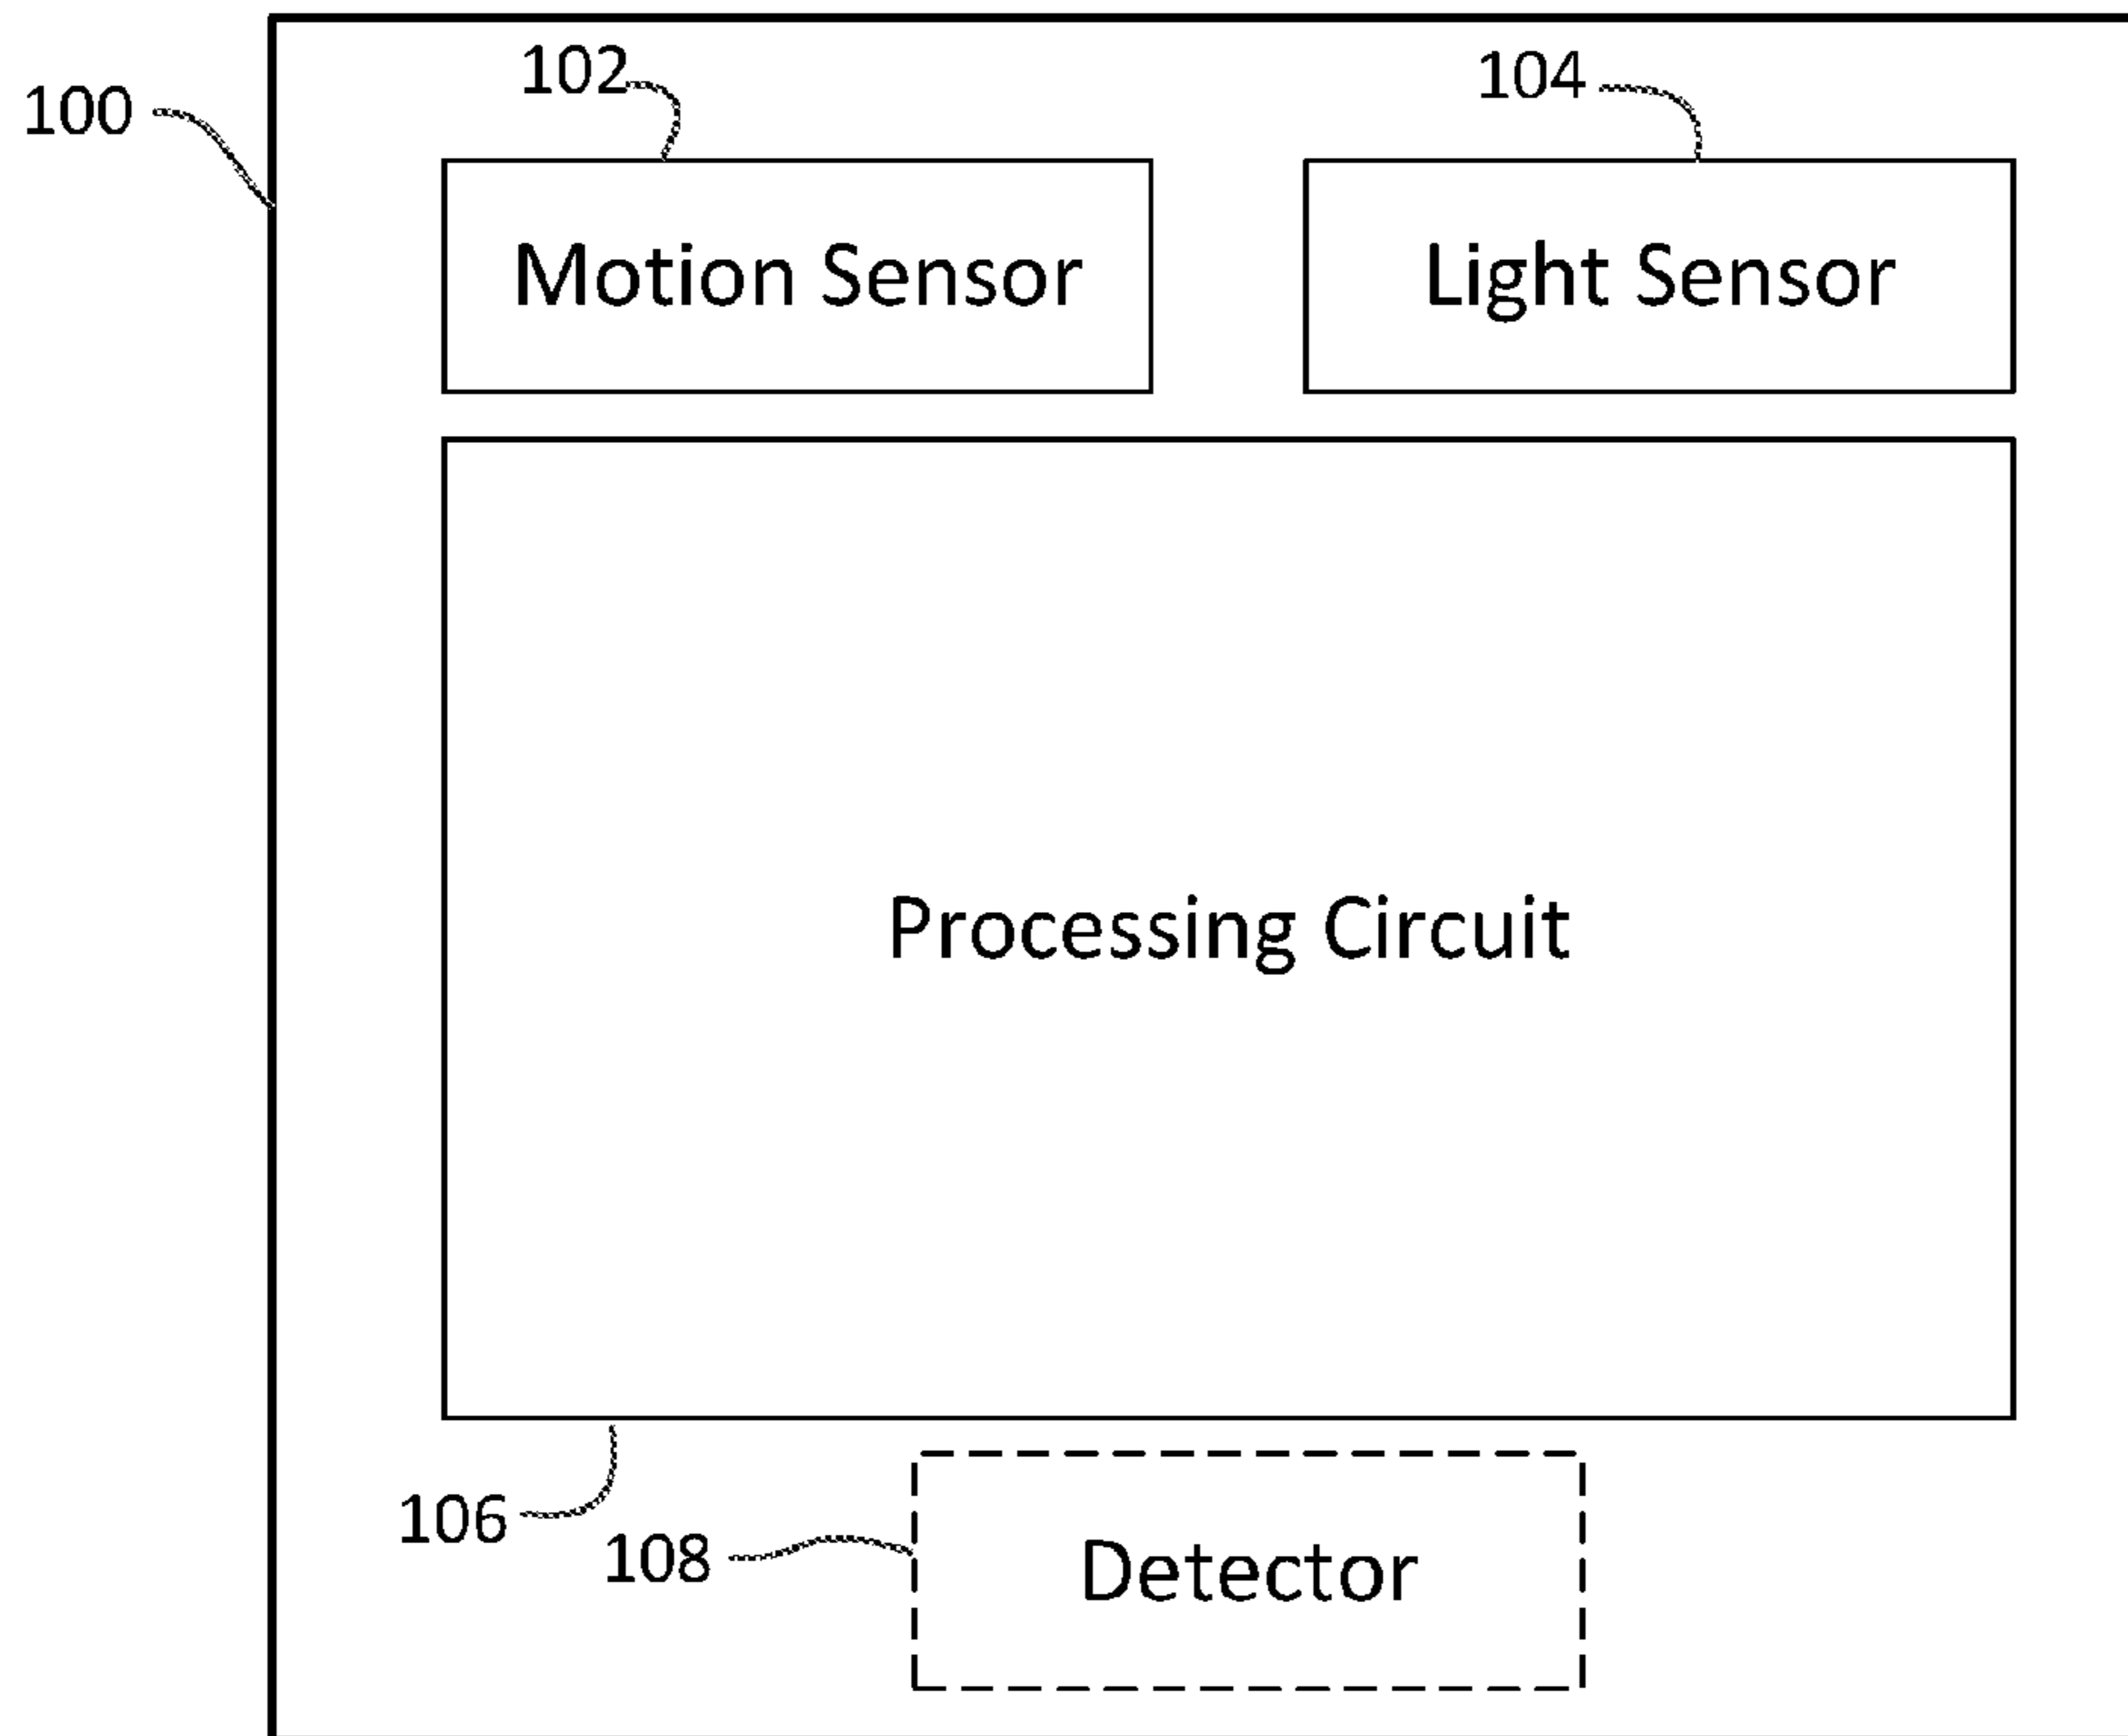 102
104
100
Motion Sensor
Light Sensor
Processing Circuit
106
108
Detector